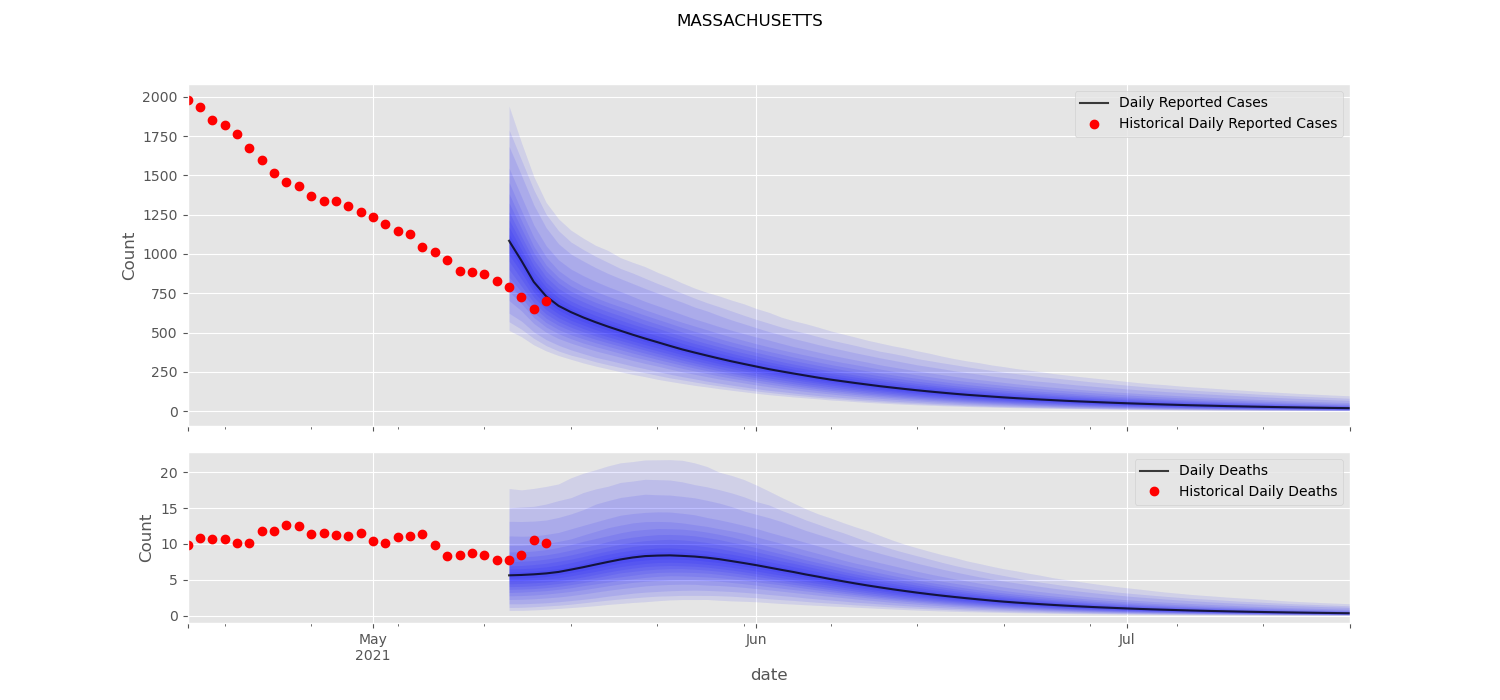 MASSACHUSETTS
2000
1750
1500
1250
1000
750
500
250
0
Count
Daily Reported Cases
Historical Daily Reported Cases
20
15
10
5
0
Count
Daily Deaths
Historical Daily Deaths
May
2021
Jun
Jul
date